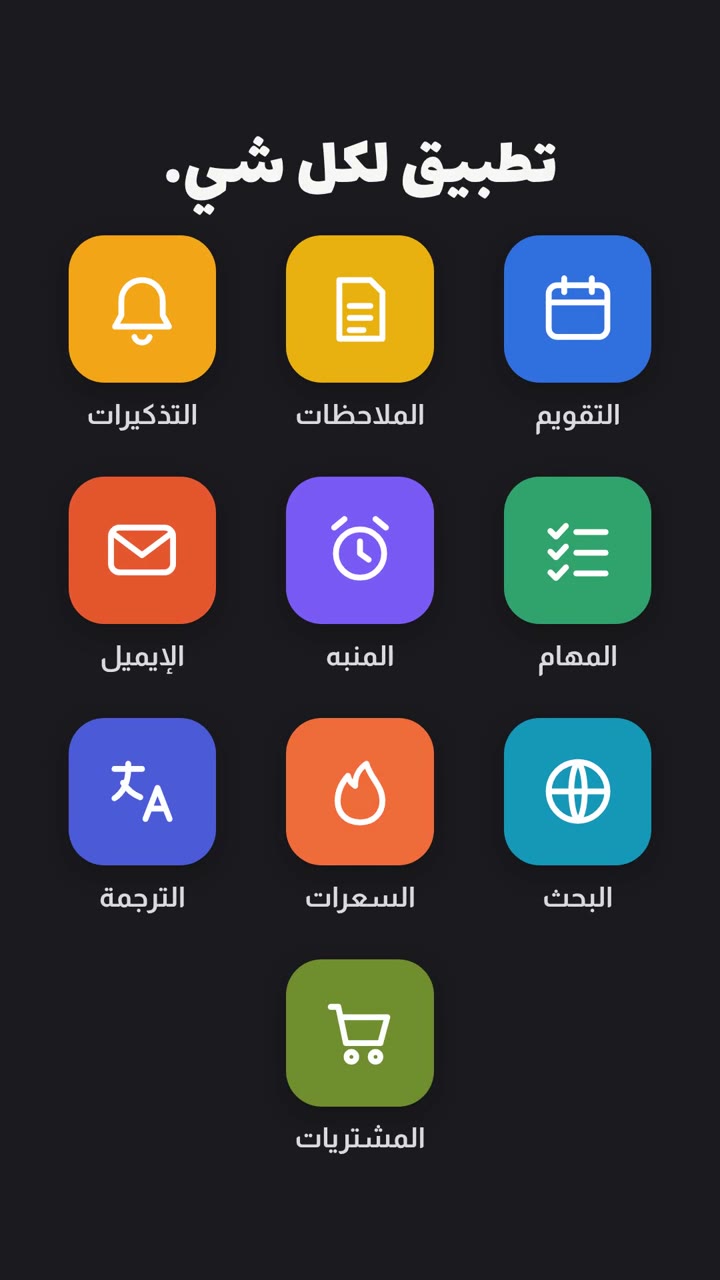 تطبيق لكل شي.
التقويم الملاحظات التذكيرات
المهام المنبه الإيميل
البحث السعرات الترجمة
المشتريات